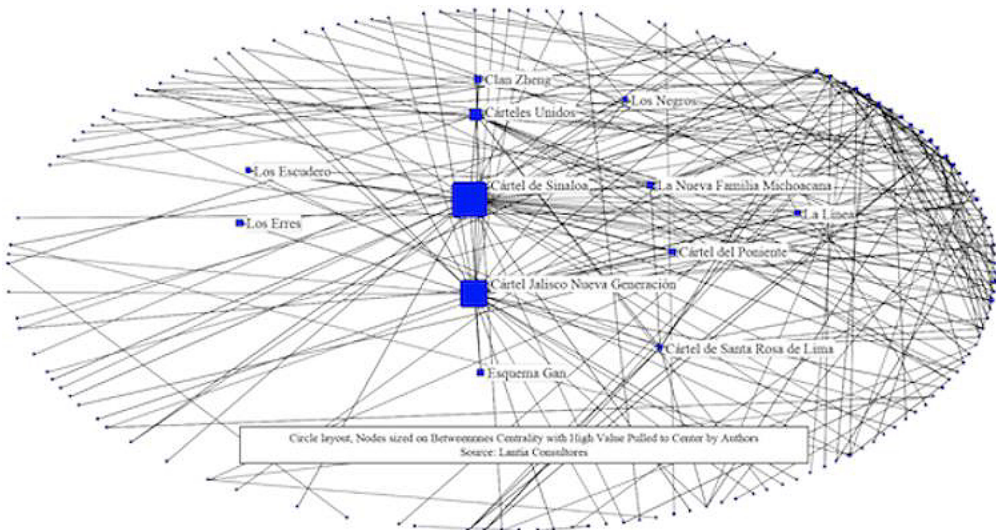 Clan Zheng
Los Negros
Cárteles Unidos
Los Escudero
Cártel de Sinaloa
La Nueva Familia Michoacana
La Línea
Los Erres
Cártel del Poniente
Cártel Jalisco Nueva Generación
Cártel de Santa Rosa de Lima
Esquema Gan
Circle layout, Nodes sized on Betweennnes Centrality with High Value Pulled to Center by Authors
Source: Lantia Consultores